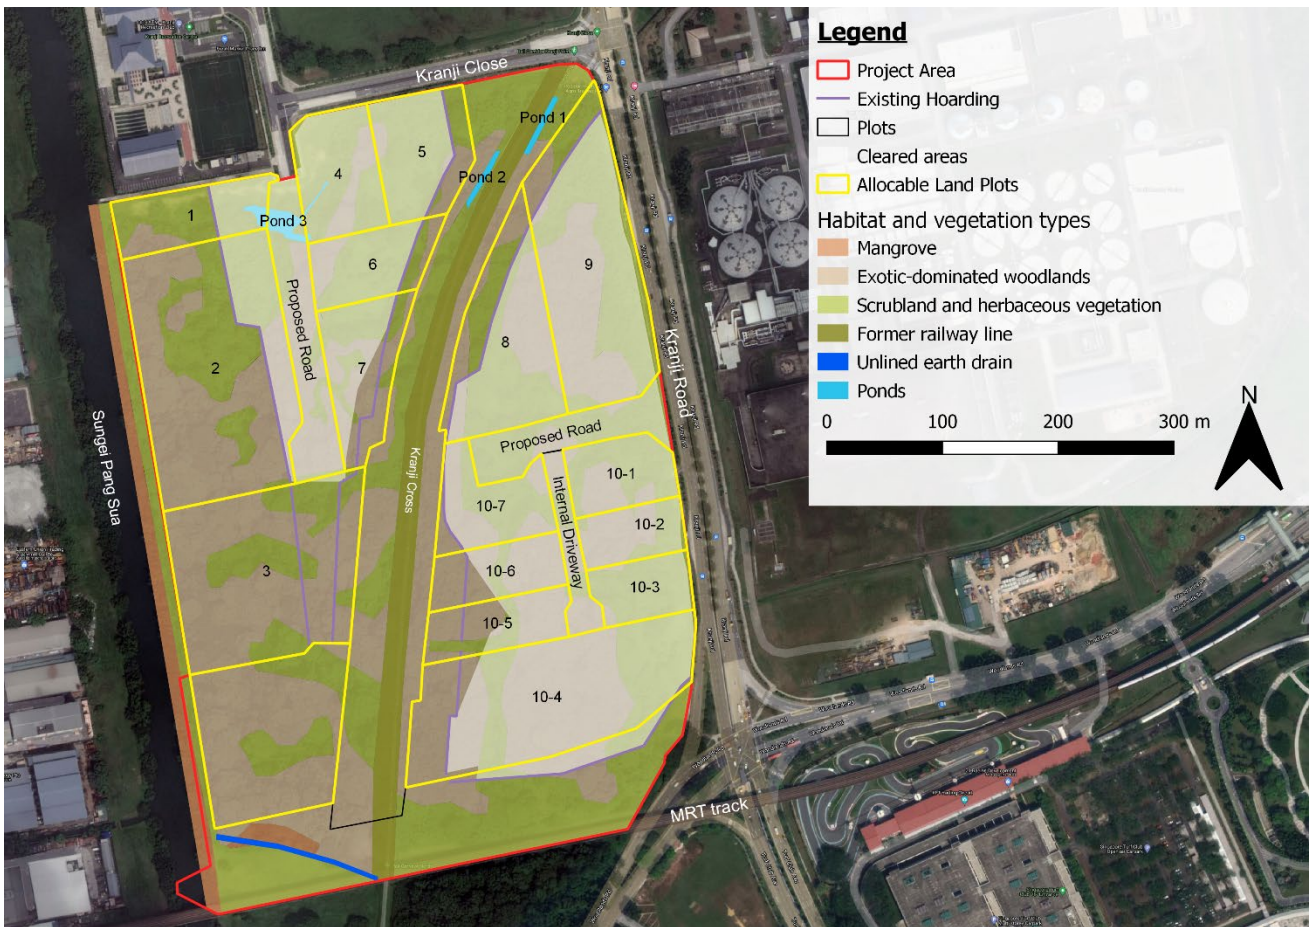 Legend
Project Area
Existing Hoarding
Plots
Cleared areas
Allocable Land Plots
Habitat and vegetation types
Mangrove
Exotic-dominated woodlands
Scrubland and herbaceous vegetation
Former railway line
Unlined earth drain
Ponds
0 100 200 300 m
N
Kranji Close
Pond 1
5
4
Pond 2
1
Pond 3
6
9
Proposed Road
8
Kranji Road
2
7
Sungei Pang Sua
Kranji Cross
Proposed Road
10-1
10-7
Internal Driveway
10-2
3
10-6
10-3
10-5
10-4
MRT track